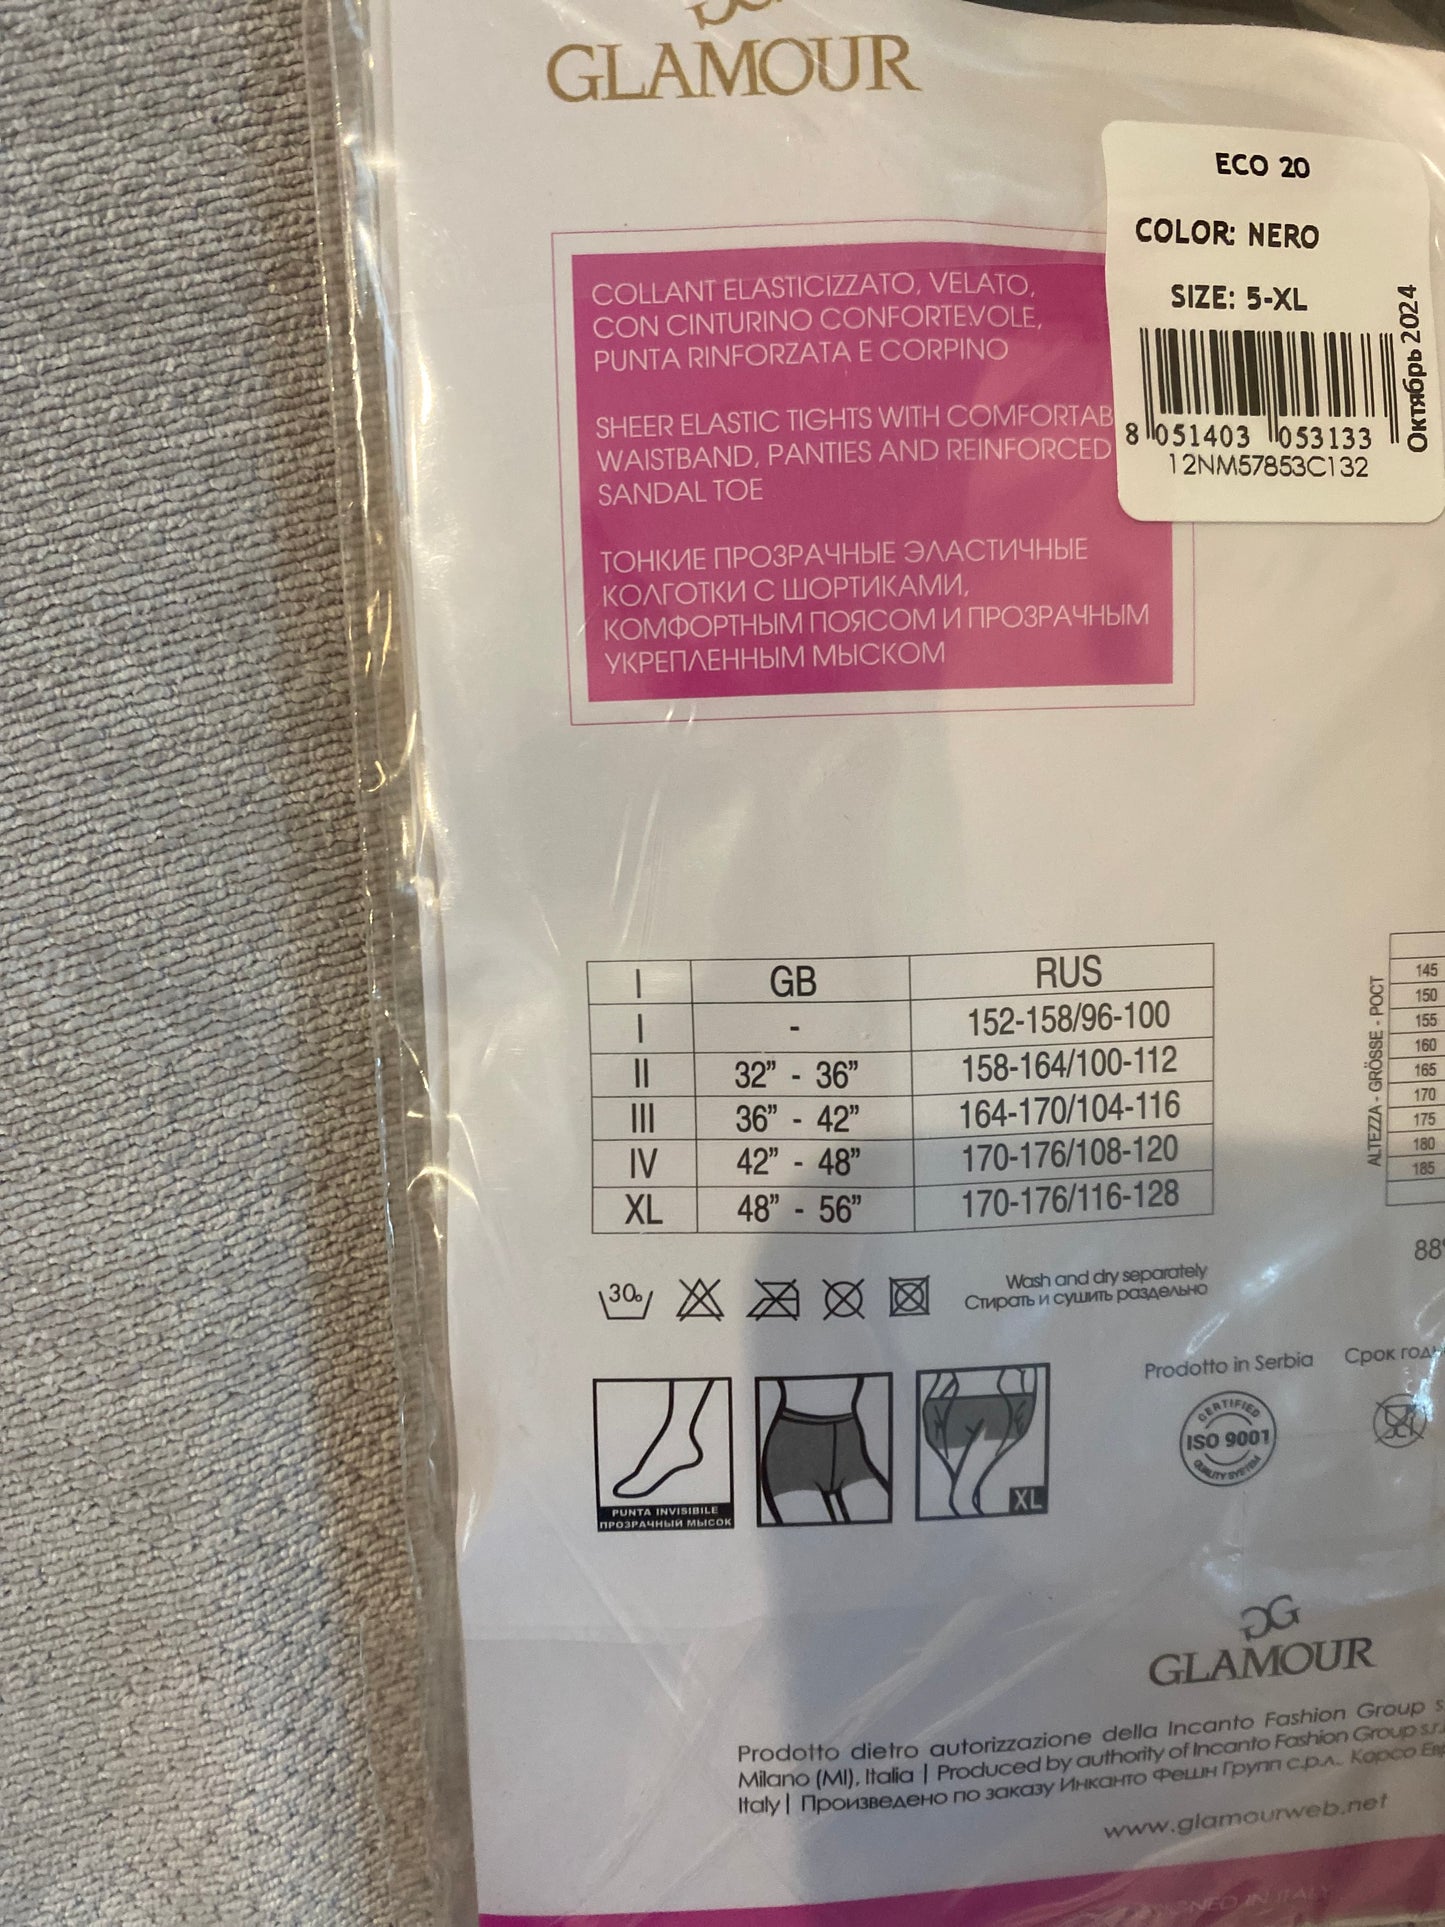 GLAMOUR
ECO 20
COLOR: NERO
SIZE: 5-XL
Октябрь 2024
8 051403 053133
12NM57853C132
COLLANT ELASTICIZZATO, VELATO,
CON CINTURINO CONFORTEVOLE,
PUNTA RINFORZATA E CORPINO
SHEER ELASTIC TIGHTS WITH COMFORTAB
WAISTBAND, PANTIES AND REINFORCED
SANDAL TOE
ТОНКИЕ ПРОЗРАЧНЫЕ ЭЛАСТИЧНЫЕ
КОЛГОТКИ С ШОРТИКАМИ,
КОМФОРТНЫМ ПОЯСОМ И ПРОЗРАЧНЫМ
УКРЕПЛЕННЫМ МЫСКОМ
I GB RUS
I - 152-158/96-100
II 32” - 36” 158-164/100-112
III 36” - 42” 164-170/104-116
IV 42” - 48” 170-176/108-120
XL 48” - 56” 170-176/116-128
ALTEZZA - GRÖSSE - РОСТ
145
150
155
160
165
170
175
180
185
88
30°
Wash and dry separately
Стирать и сушить раздельно
Prodotto in Serbia
Срок год
CERTIFIED
ISO 9001
QUALITY SYSTEM
PUNTA INVISIBILE
ПРОЗРАЧНЫЙ МЫСОК
XL
GLAMOUR
Prodotto dietro autorizzazione della Incanto Fashion Group s
Milano (MI), Italia | Produced by authority of Incanto Fashion Group s.r.
Italy | Произведено по заказу Инканто Фешн Групп с.р.л., Корсо Ев
www.glamourweb.net
DESIGNED IN ITALY